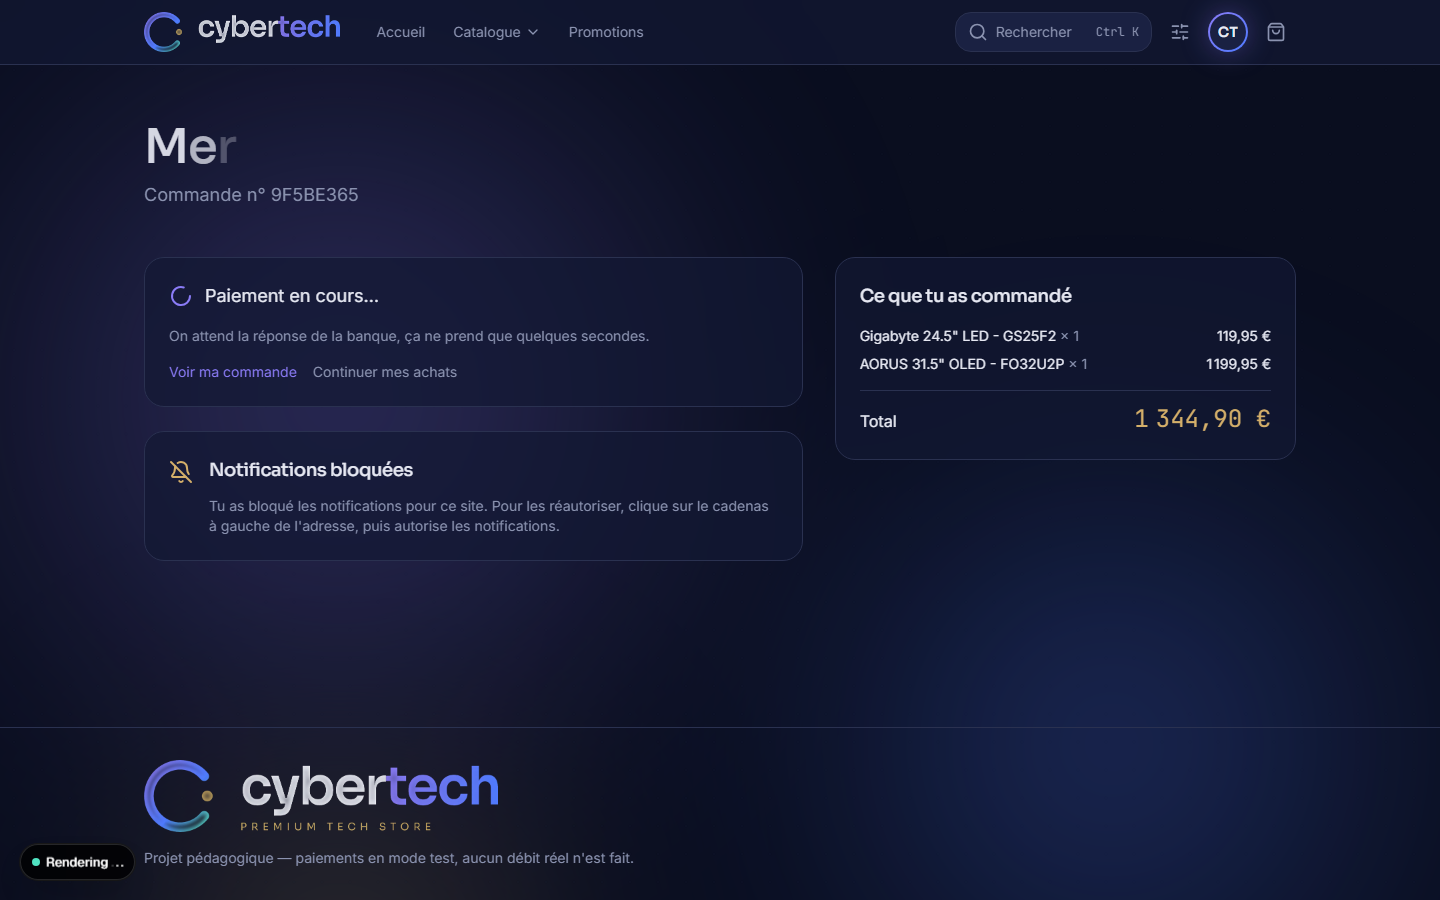 cybertech
Accueil
Catalogue
Promotions
Rechercher
Ctrl K
CT
Mer
Commande n° 9F5BE365
Paiement en cours...
On attend la réponse de la banque, ça ne prend que quelques secondes.
Voir ma commande
Continuer mes achats
Notifications bloquées
Tu as bloqué les notifications pour ce site. Pour les réautoriser, clique sur le cadenas
à gauche de l'adresse, puis autorise les notifications.
Ce que tu as commandé
Gigabyte 24.5" LED - GS25F2 × 1 119,95 €
AORUS 31.5" OLED - FO32U2P × 1 1 199,95 €
Total 1 344,90 €
cybertech
PREMIUM TECH STORE
Projet pédagogique — paiements en mode test, aucun débit réel n'est fait.
Rendering ...